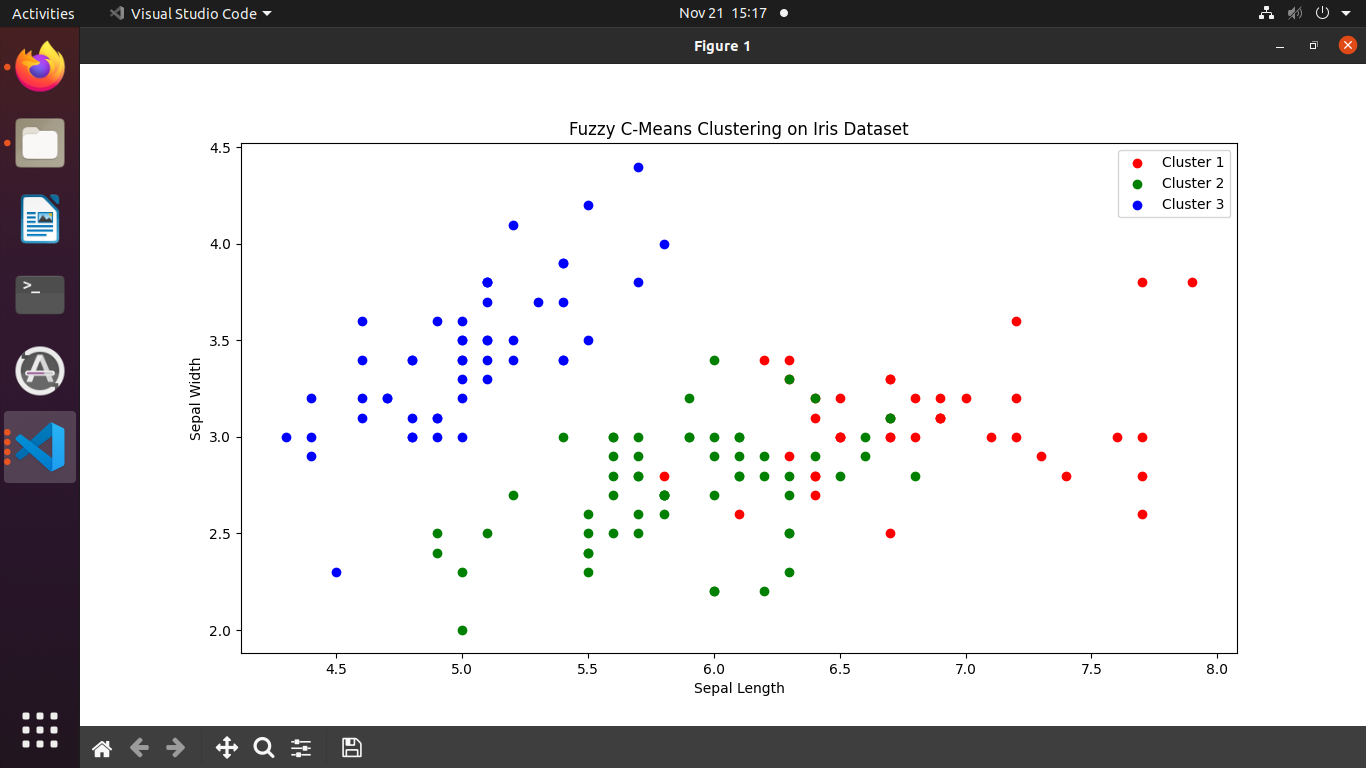 Activities Visual Studio Code Nov 21 15:17
Figure 1
Fuzzy C-Means Clustering on Iris Dataset
Cluster 1
Cluster 2
Cluster 3
4.5
4.0
3.5
3.0
2.5
2.0
Sepal Width
4.5 5.0 5.5 6.0 6.5 7.0 7.5 8.0
Sepal Length